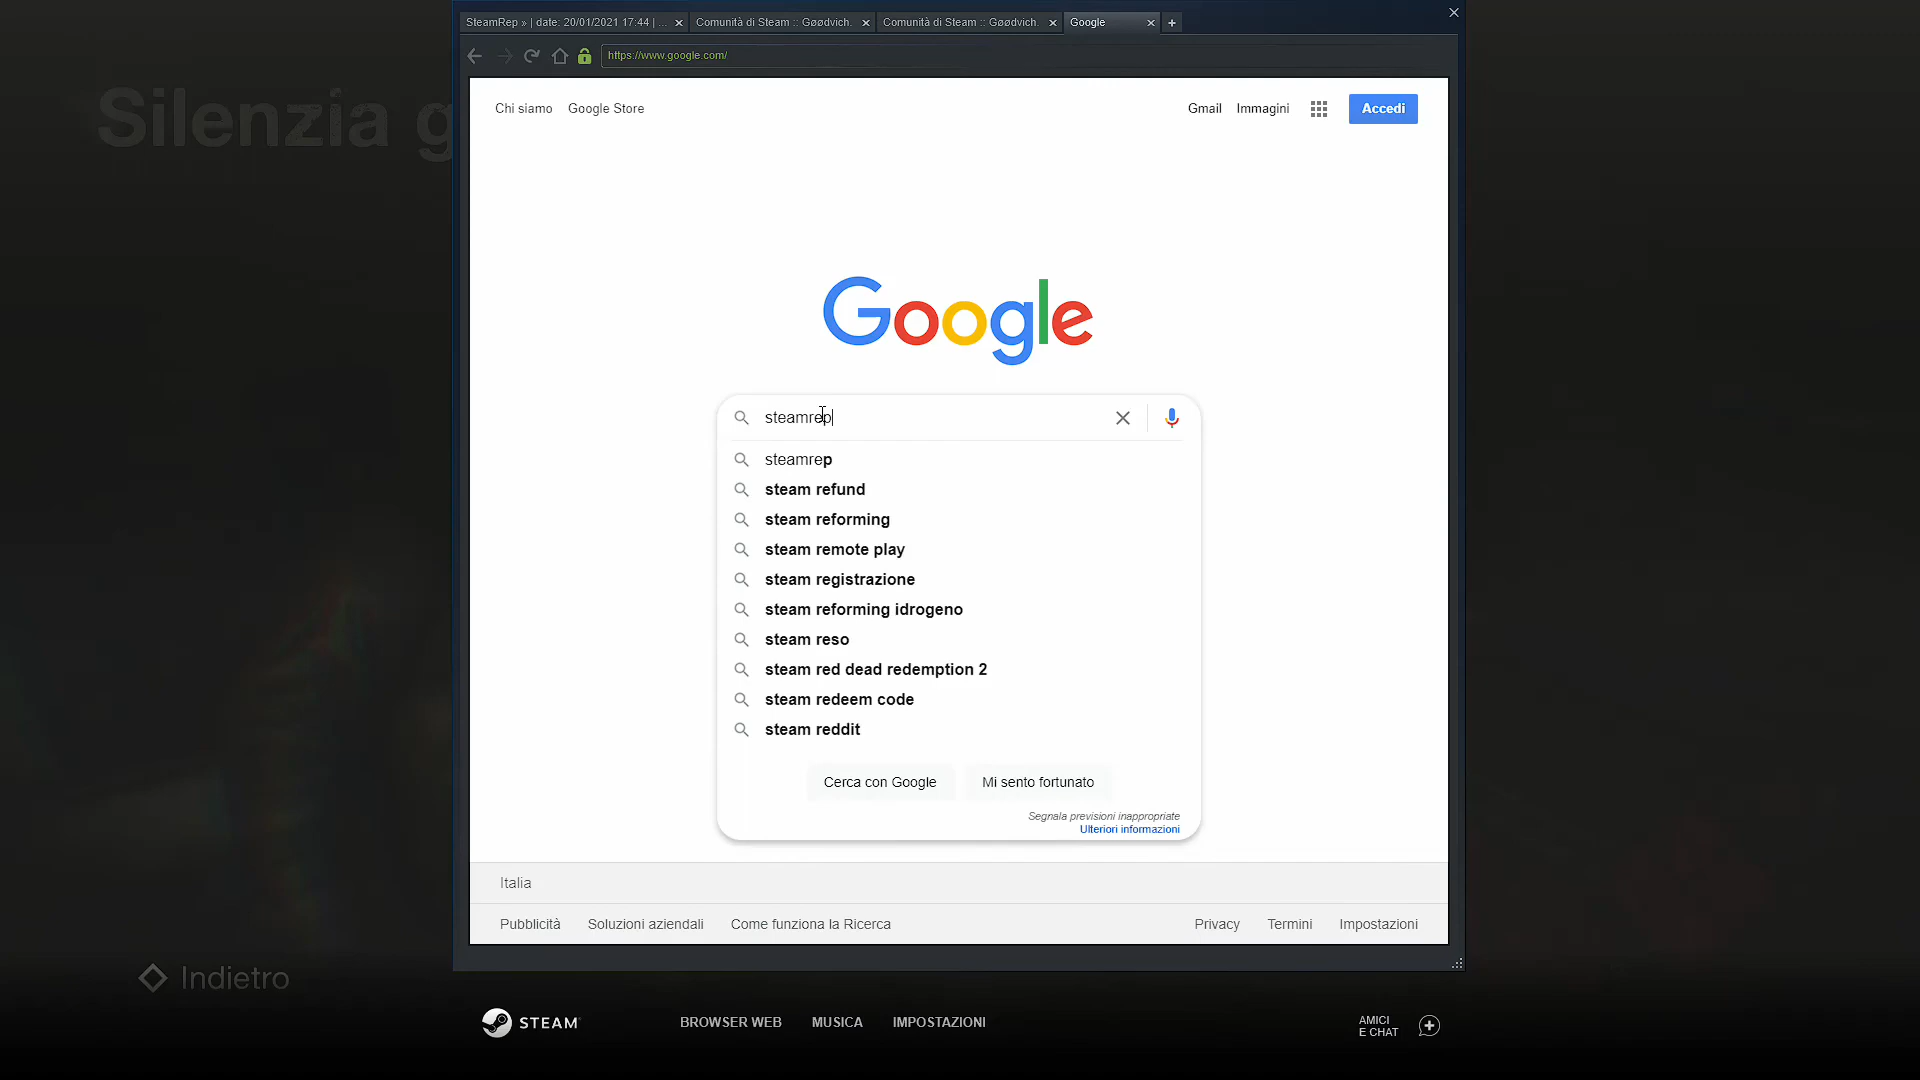 SteamRep » | date: 20/01/2021 17:44 | ...
Comunità di Steam :: Gøødvich.
Comunità di Steam :: Gøødvich.
Google
https://www.google.com/
Silenzia g
Chi siamo
Google Store
Gmail
Immagini
Accedi
Google
steamrep
steamrep
steam refund
steam reforming
steam remote play
steam registrazione
steam reforming idrogeno
steam reso
steam red dead redemption 2
steam redeem code
steam reddit
Cerca con Google
Mi sento fortunato
Segnala previsioni inappropriate
Ulteriori informazioni
Italia
Pubblicità
Soluzioni aziendali
Come funziona la Ricerca
Privacy
Termini
Impostazioni
Indietro
STEAM
BROWSER WEB
MUSICA
IMPOSTAZIONI
AMICI
E CHAT